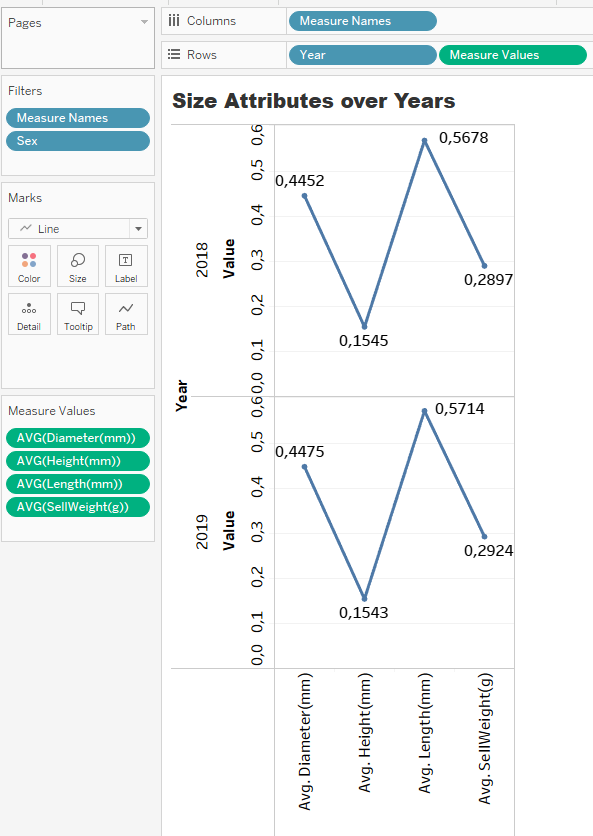 Pages
Columns
Measure Names
Rows
Year
Measure Values
Filters
Measure Names
Sex
Marks
Line
Color
Size
Label
Detail
Tooltip
Path
Measure Values
AVG(Diameter(mm))
AVG(Height(mm))
AVG(Length(mm))
AVG(SellWeight(g))
Size Attributes over Years
Year
2018
Value
0,6
0,5
0,4
0,3
0,2
0,1
0,0
0,4452
0,1545
0,5678
0,2897
2019
Value
0,6
0,5
0,4
0,3
0,2
0,1
0,0
0,4475
0,1543
0,5714
0,2924
Avg. Diameter(mm)
Avg. Height(mm)
Avg. Length(mm)
Avg. SellWeight(g)